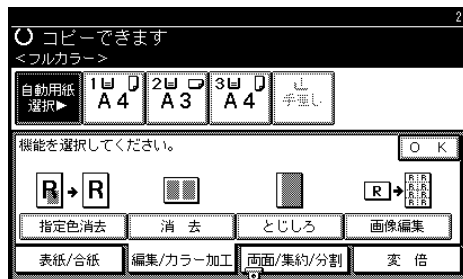 2
コピーできます
<フルカラー>
自動用紙
選択▶
1
A4
2
A3
3
A4
手差し
機能を選択してください。
OK
R→R
R→R R R R R R
指定色消去
消去
とじしろ
画像編集
表紙/合紙
編集/カラー加工
両面/集約/分割
変倍